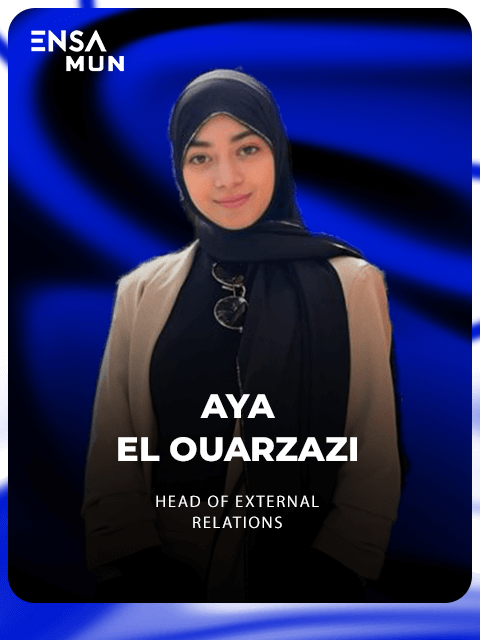 ENSA
MUN
AYA
EL OUARZAZI
HEAD OF EXTERNAL
RELATIONS